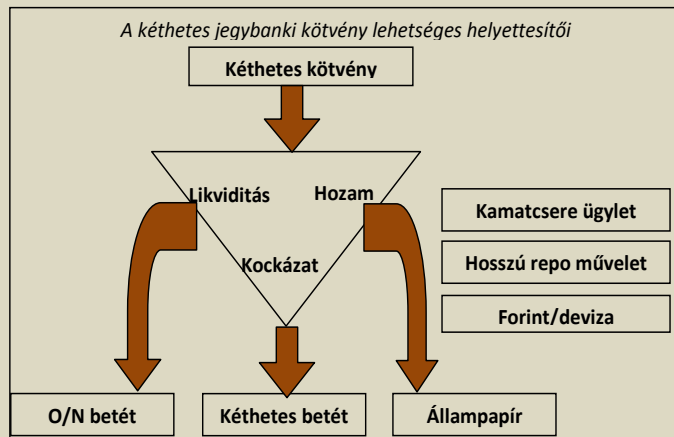 A kéthetes jegybanki kötvény lehetséges helyettesítői
Kéthetes kötvény
Likviditás
Hozam
Kockázat
Kamatcsere ügylet
Hosszú repo művelet
Forint/deviza
O/N betét
Kéthetes betét
Állampapír